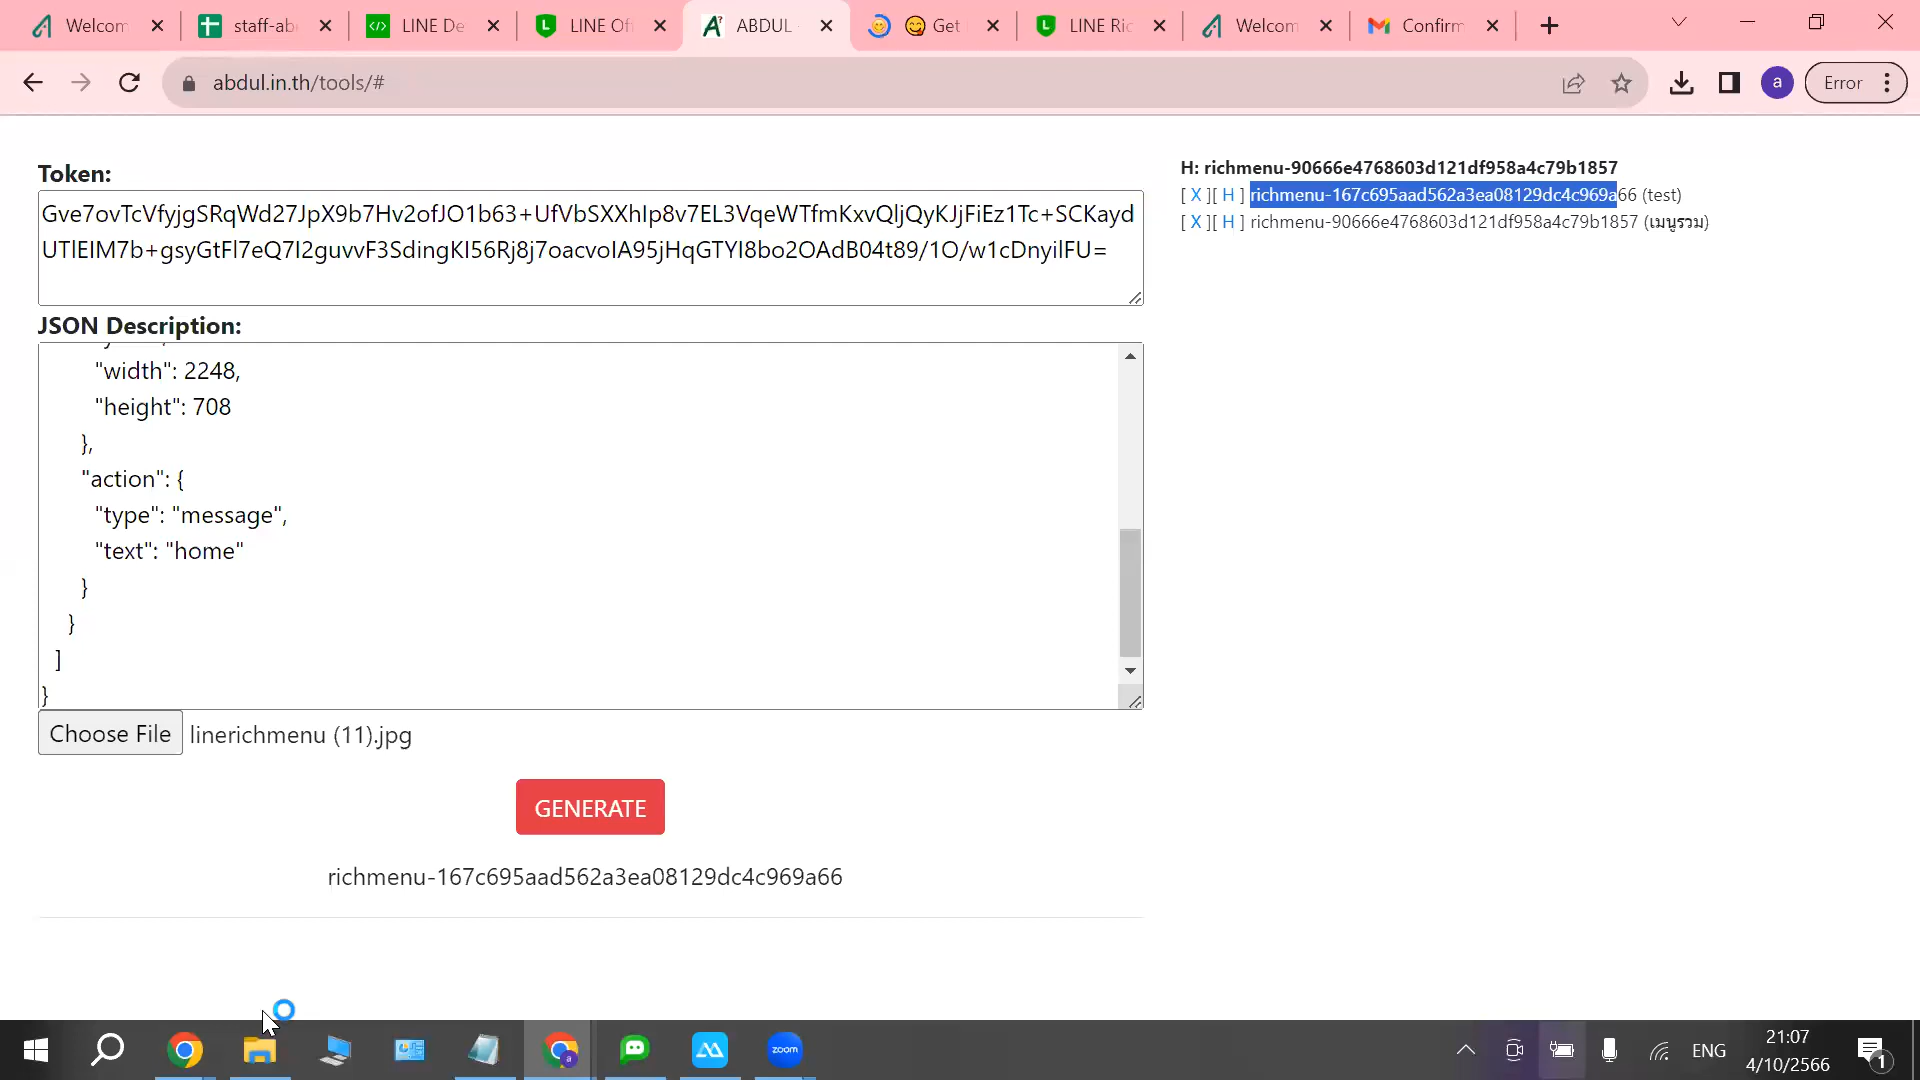 Welcom
staff-ab
LINE De
LINE Of
ABDUL
Get
LINE Ric
Welcom
Confirm
abdul.in.th/tools/#
a
Error
Token:
Gve7ovTcVfyjgSRqWd27JpX9b7Hv2ofJO1b63+UfVbSXXhIp8v7EL3VqeWTfmKxvQljQyKJjFiEz1Tc+SCKayd
UTlEIM7b+gsyGtFl7eQ7I2guvvF3SdingKI56Rj8j7oacvoIA95jHqGTYI8bo2OAdB04t89/1O/w1cDnyilFU=
JSON Description:
"width": 2248,
"height": 708
},
"action": {
"type": "message",
"text": "home"
}
}
]
}
Choose File linerichmenu (11).jpg
GENERATE
richmenu-167c695aad562a3ea08129dc4c969a66
H: richmenu-90666e4768603d121df958a4c79b1857
[ X ][ H ] richmenu-167c695aad562a3ea08129dc4c969a66 (test)
[ X ][ H ] richmenu-90666e4768603d121df958a4c79b1857 (เมนูรวม)
a
zoom
ENG
21:07
4/10/2566
1